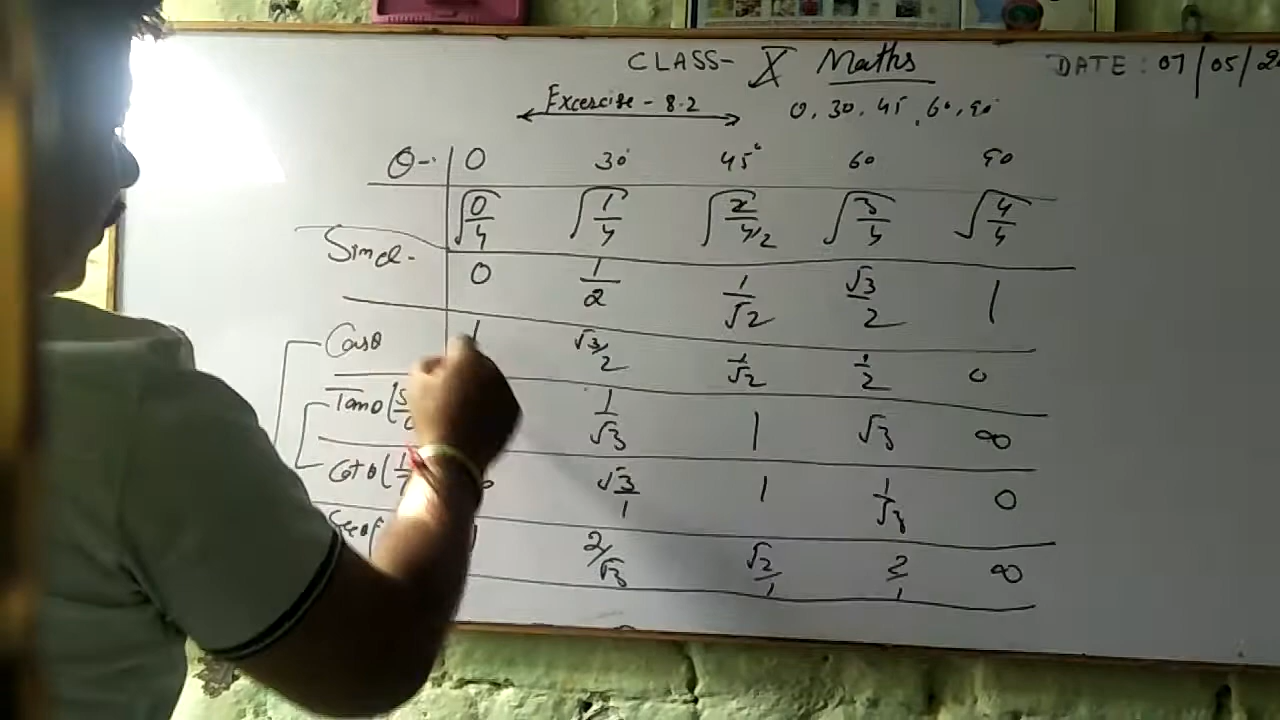 CLASS- X Maths
DATE: 07/05/2
Excercise - 8.2
0, 30, 45, 60, 90°
θ- 0 30° 45° 60 90
√0/4 √1/4 √2/4 2 √3/4 √4/4
Sinθ- 0 1/2 1/√2 √3/2 1
Cosθ 1 √3/2 1/√2 1/2 0
Tanθ 1/√3 1 √3 ∞
Cotθ √3/1 1 1/√3 0
Secθ 2/√3 √2/1 2/1 ∞